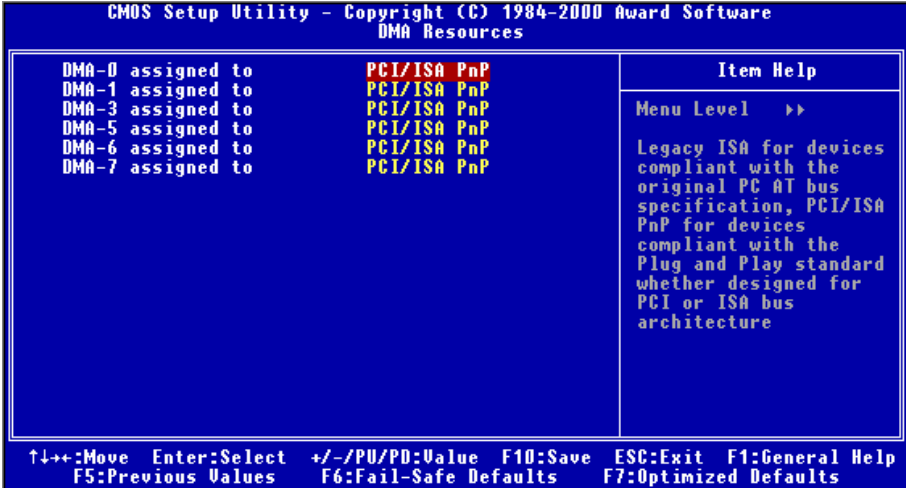 CMOS Setup Utility - Copyright (C) 1984-2000 Award Software
DMA Resources
DMA-0 assigned to PCI/ISA PnP
DMA-1 assigned to PCI/ISA PnP
DMA-3 assigned to PCI/ISA PnP
DMA-5 assigned to PCI/ISA PnP
DMA-6 assigned to PCI/ISA PnP
DMA-7 assigned to PCI/ISA PnP
Item Help
Menu Level ▸▸
Legacy ISA for devices
compliant with the
original PC AT bus
specification, PCI/ISA
PnP for devices
compliant with the
Plug and Play standard
whether designed for
PCI or ISA bus
architecture
↑↓→←:Move Enter:Select +/-/PU/PD:Value F10:Save ESC:Exit F1:General Help
F5:Previous Values F6:Fail-Safe Defaults F7:Optimized Defaults